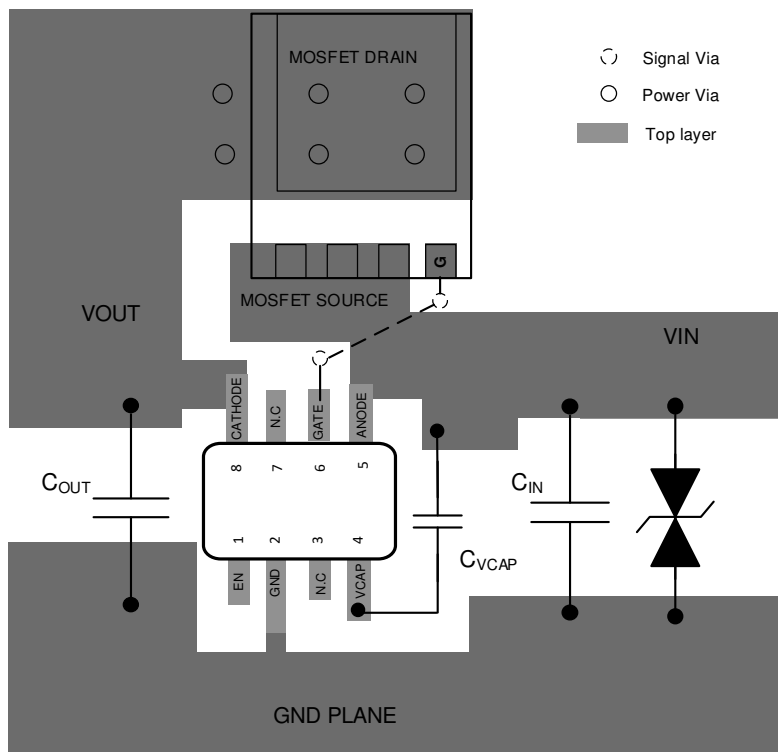 MOSFET DRAIN
Signal Via
Power Via
Top layer
G
MOSFET SOURCE
VOUT
VIN
CATHODE
N.C
GATE
ANODE
8
7
6
5
COUT
CIN
1
2
3
4
CVCAP
EN
GND
N.C
VCAP
GND PLANE